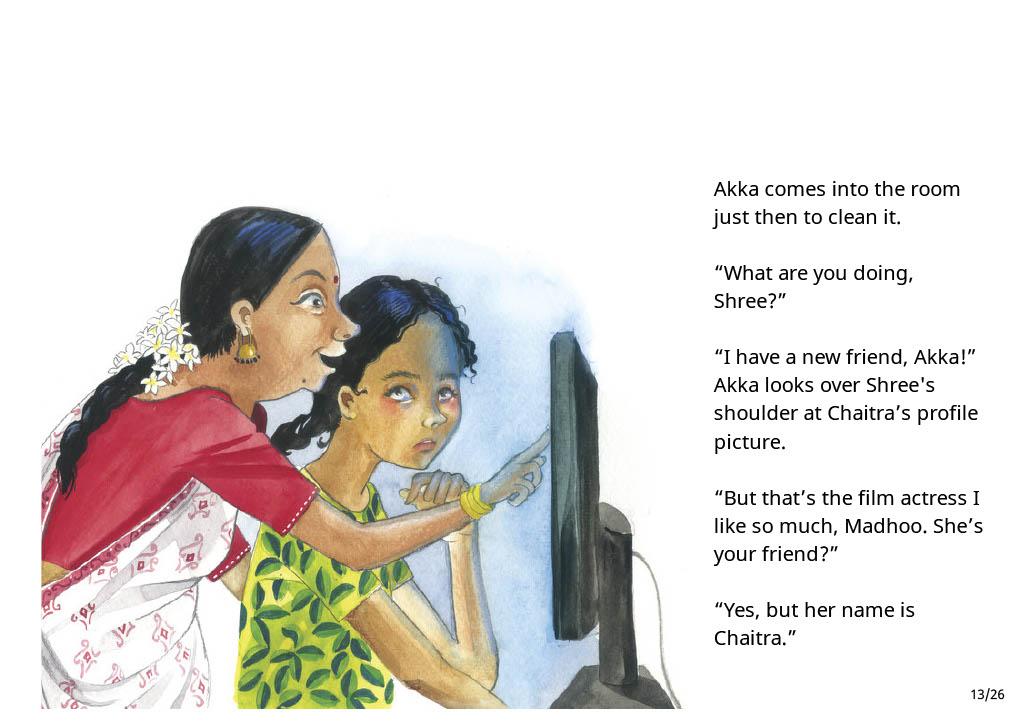 Akka comes into the room
just then to clean it.
“What are you doing,
Shree?”
“I have a new friend, Akka!”
Akka looks over Shree's
shoulder at Chaitra’s profile
picture.
“But that’s the film actress I
like so much, Madhoo. She’s
your friend?”
“Yes, but her name is
Chaitra.”
13/26